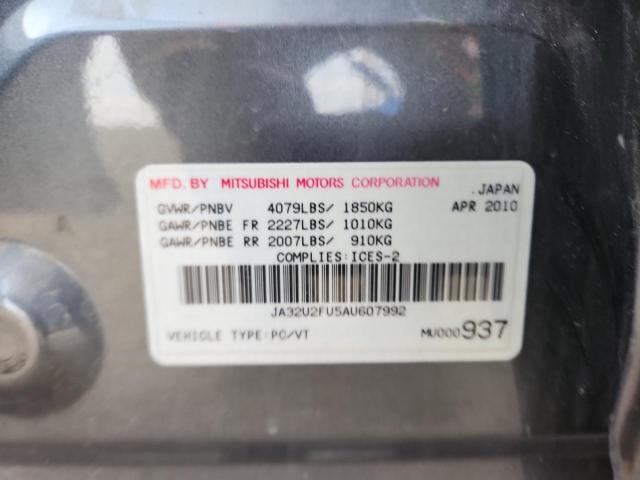 MFD. BY MITSUBISHI MOTORS CORPORATION
.JAPAN
GVWR/PNBV 4079LBS/ 1850KG APR 2010
GAWR/PNBE FR 2227LBS/ 1010KG
GAWR/PNBE RR 2007LBS/ 910KG
COMPLIES:ICES-2
JA32U2FU5AU607992
VEHICLE TYPE:PC/VT MU000937